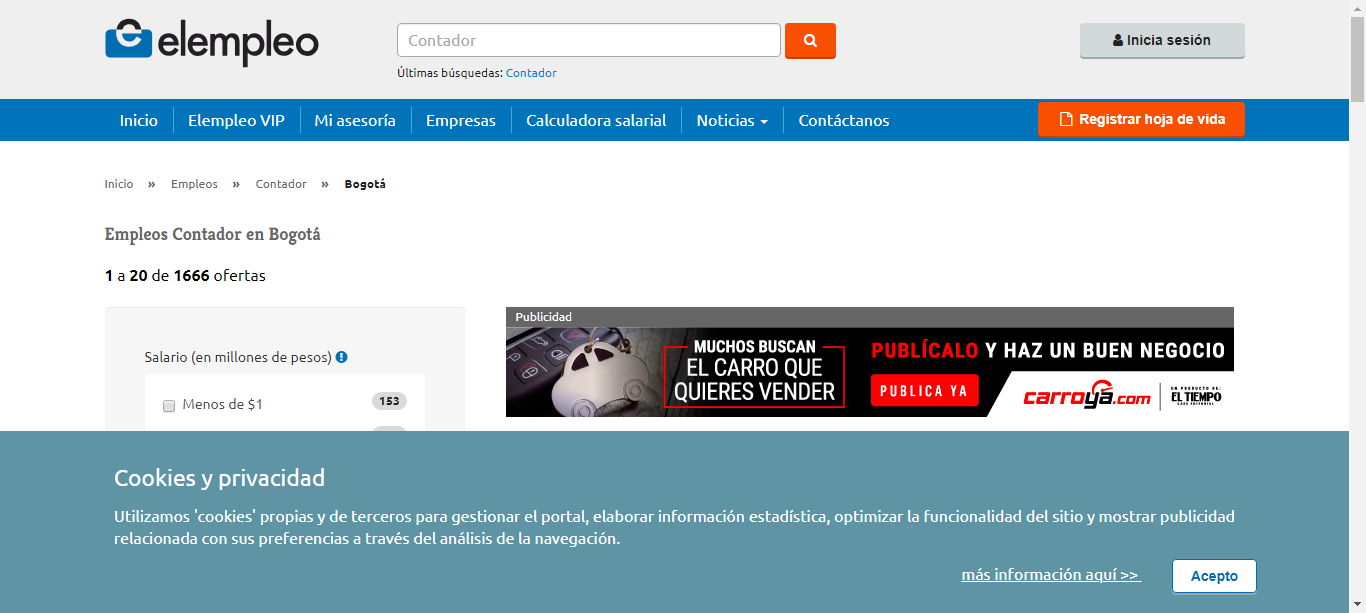 elempleo
Contador
Últimas búsquedas: Contador
Inicia sesión
Inicio
Elempleo VIP
Mi asesoría
Empresas
Calculadora salarial
Noticias
Contáctanos
Registrar hoja de vida
Inicio » Empleos » Contador » Bogotá
Empleos Contador en Bogotá
1 a 20 de 1666 ofertas
Salario (en millones de pesos)
Menos de $1 153
Publicidad
MUCHOS BUSCAN
EL CARRO QUE
QUIERES VENDER
PUBLÍCALO Y HAZ UN BUEN NEGOCIO
PUBLICA YA
carroya.com
UN PRODUCTO DE:
EL TIEMPO
CASA EDITORIAL
Cookies y privacidad
Utilizamos 'cookies' propias y de terceros para gestionar el portal, elaborar información estadística, optimizar la funcionalidad del sitio y mostrar publicidad
relacionada con sus preferencias a través del análisis de la navegación.
más información aquí >>
Acepto